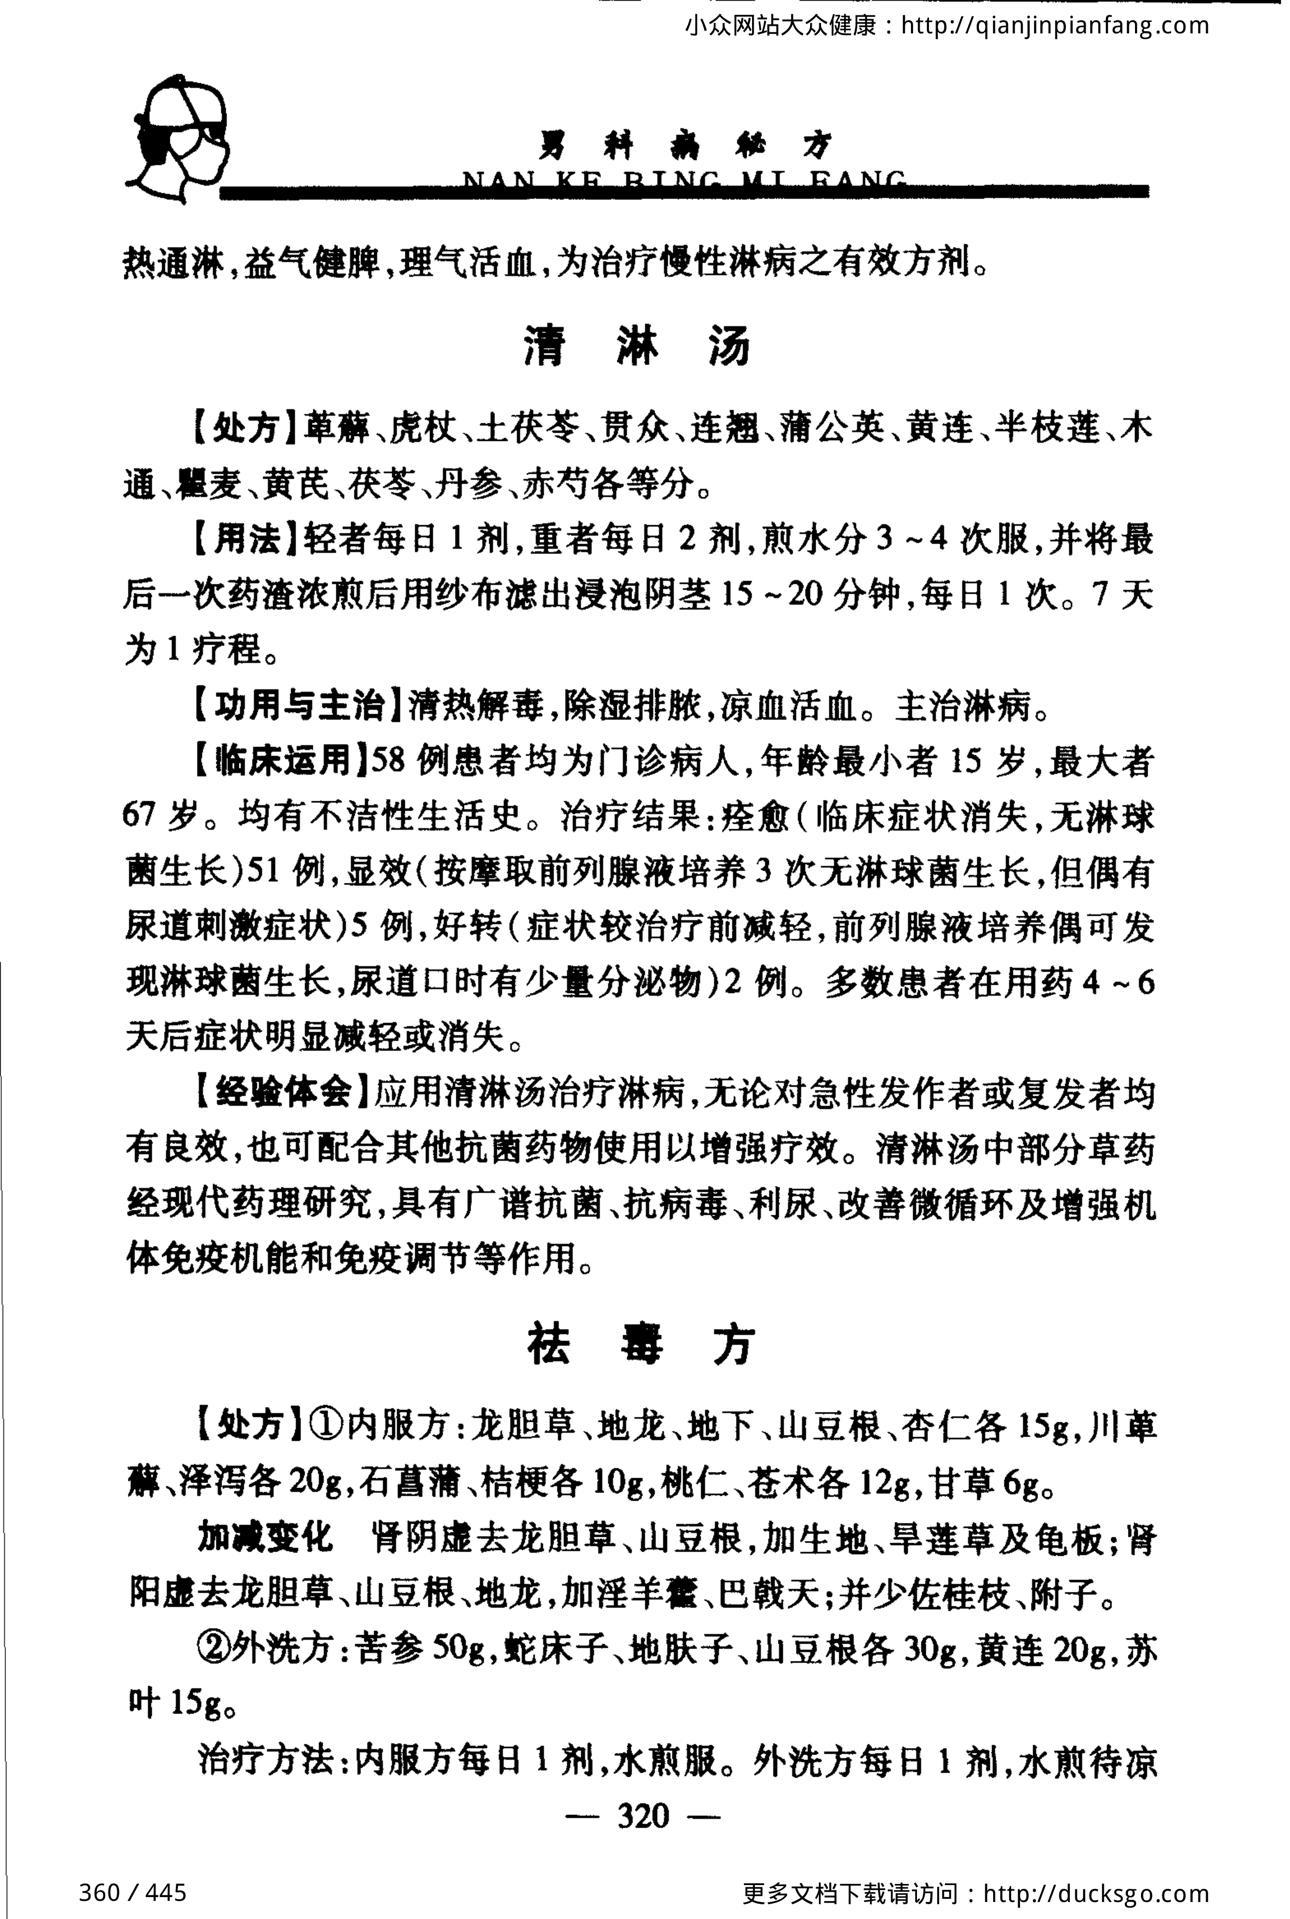 小众网站大众健康：http://qianjinpianfang.com
男科病秘方
NAN KE BING MI FANG
热通淋,益气健脾,理气活血,为治疗慢性淋病之有效方剂。
清淋汤
【处方】萆薢、虎杖、土茯苓、贯众、连翘、蒲公英、黄连、半枝莲、木
通、瞿麦、黄芪、茯苓、丹参、赤芍各等分。
【用法】轻者每日1剂,重者每日2剂,煎水分3~4次服,并将最
后一次药渣浓煎后用纱布滤出浸泡阴茎15~20分钟,每日1次。7天
为1疗程。
【功用与主治】清热解毒,除湿排脓,凉血活血。主治淋病。
【临床运用】58例患者均为门诊病人,年龄最小者15岁,最大者
67岁。均有不洁性生活史。治疗结果:痊愈(临床症状消失,无淋球
菌生长)51例,显效(按摩取前列腺液培养3次无淋球菌生长,但偶有
尿道刺激症状)5例,好转(症状较治疗前减轻,前列腺液培养偶可发
现淋球菌生长,尿道口时有少量分泌物)2例。多数患者在用药4~6
天后症状明显减轻或消失。
【经验体会】应用清淋汤治疗淋病,无论对急性发作者或复发者均
有良效,也可配合其他抗菌药物使用以增强疗效。清淋汤中部分草药
经现代药理研究,具有广谱抗菌、抗病毒、利尿、改善微循环及增强机
体免疫机能和免疫调节等作用。
祛毒方
【处方】①内服方:龙胆草、地龙、地下、山豆根、杏仁各15g,川萆
薢、泽泻各20g,石菖蒲、桔梗各10g,桃仁、苍术各12g,甘草6g。
加减变化 肾阴虚去龙胆草、山豆根,加生地、旱莲草及龟板;肾
阳虚去龙胆草、山豆根、地龙,加淫羊藿、巴戟天;并少佐桂枝、附子。
②外洗方:苦参50g,蛇床子、地肤子、山豆根各30g,黄连20g,苏
叶15g。
治疗方法:内服方每日1剂,水煎服。外洗方每日1剂,水煎待凉
— 320 —
360 / 445
更多文档下载请访问：http://ducksgo.com